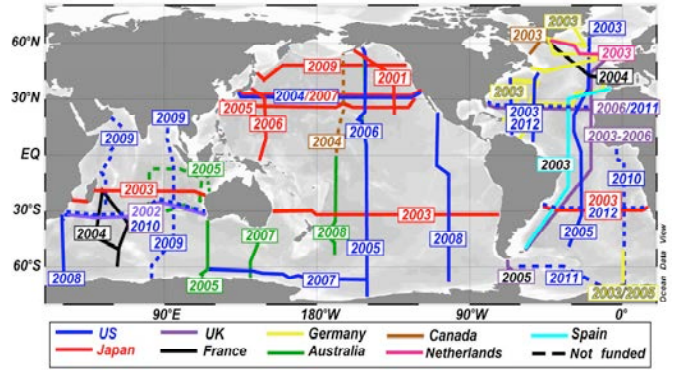 2003
2003
2003
2003
60°N
2009
2001
2004
2003
30°N
2004/2007
2003
2012
2006/2011
2009
2009
2005
2006
2006
2004
2003-2006
EQ
2005
2003
2010
2003
2003
2012
30°S
2002
2010
2003
2004
2009
2007
2008
2005
2008
2005
60°S
2008
2005
2007
2005
2011
2003/2005
90°E
180°W
90°W
0°
Ocean Data View
US
UK
Germany
Canada
Spain
Japan
France
Australia
Netherlands
Not funded